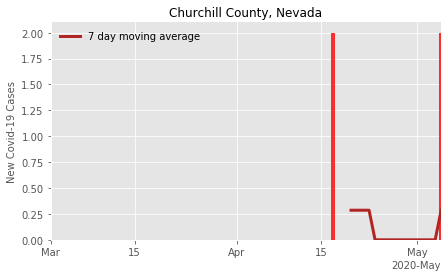 Churchill County, Nevada
7 day moving average
New Covid-19 Cases
2.00
1.75
1.50
1.25
1.00
0.75
0.50
0.25
0.00
Mar 15 Apr 15 May
2020-May